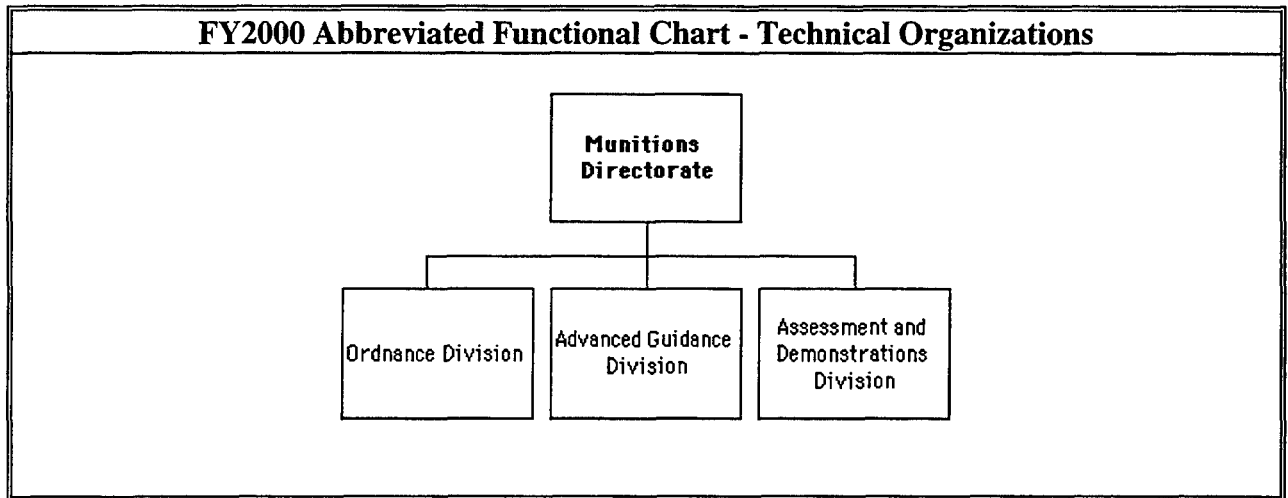 FY2000 Abbreviated Functional Chart - Technical Organizations
Munitions
Directorate
Ordnance Division
Advanced Guidance
Division
Assessment and
Demonstrations
Division